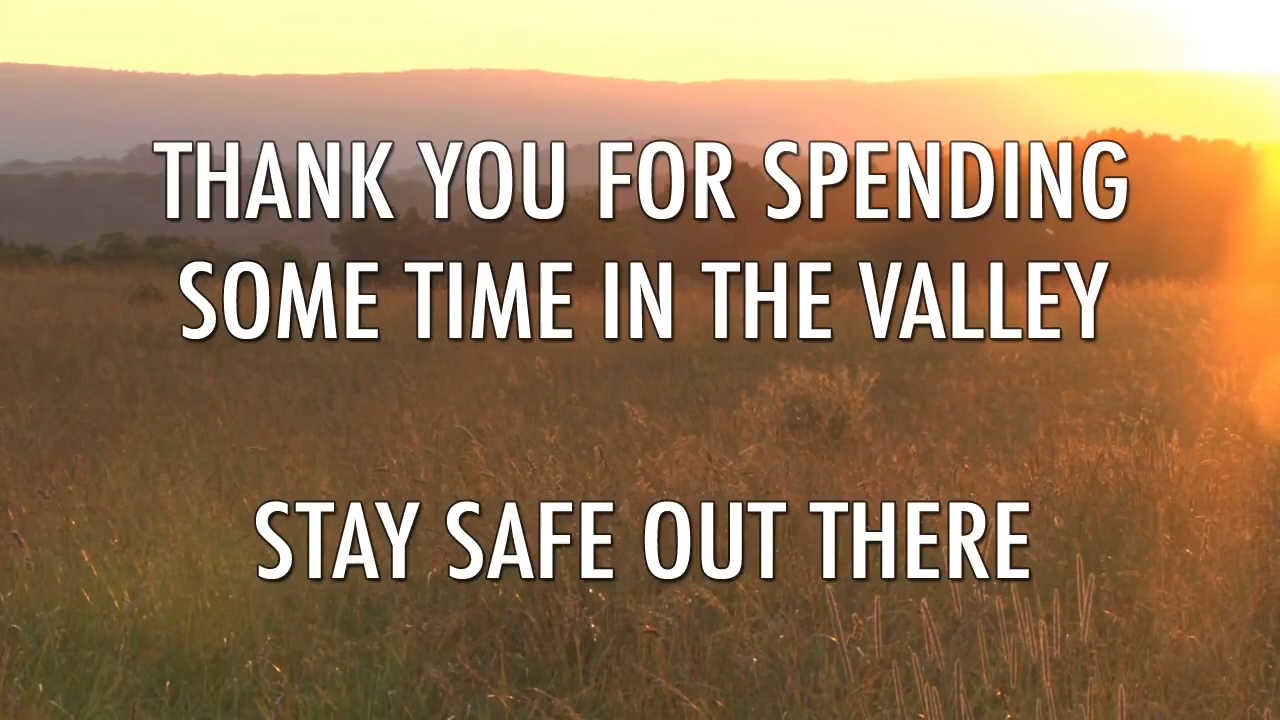 THANK YOU FOR SPENDING
SOME TIME IN THE VALLEY
STAY SAFE OUT THERE